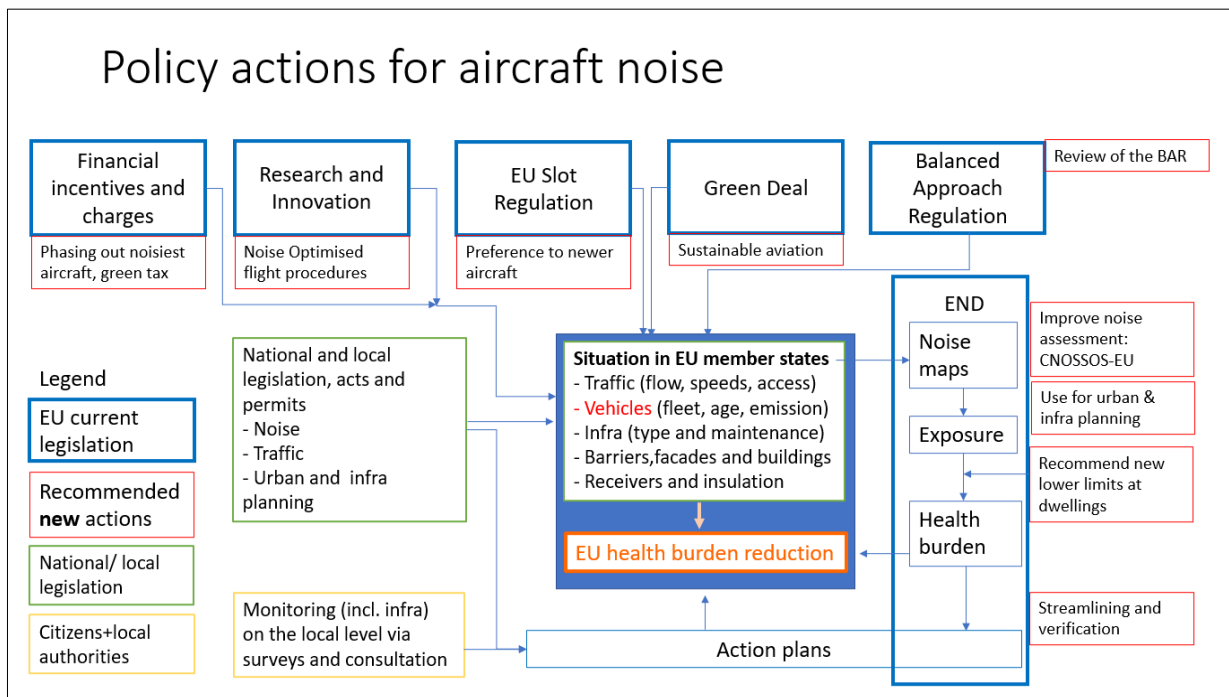 Policy actions for aircraft noise
Financial
incentives and
charges
Phasing out noisiest
aircraft, green tax
Research and
Innovation
Noise Optimised
flight procedures
EU Slot
Regulation
Preference to newer
aircraft
Green Deal
Sustainable aviation
Balanced
Approach
Regulation
Review of the BAR
Legend
EU current
legislation
Recommended
new actions
National/ local
legislation
Citizens+local
authorities
National and local
legislation, acts and
permits
- Noise
- Traffic
- Urban and infra
planning
Monitoring (incl. infra)
on the local level via
surveys and consultation
Situation in EU member states
- Traffic (flow, speeds, access)
- Vehicles (fleet, age, emission)
- Infra (type and maintenance)
- Barriers,facades and buildings
- Receivers and insulation
EU health burden reduction
Action plans
END
Noise
maps
Exposure
Health
burden
Improve noise
assessment:
CNOSSOS-EU
Use for urban &
infra planning
Recommend new
lower limits at
dwellings
Streamlining and
verification